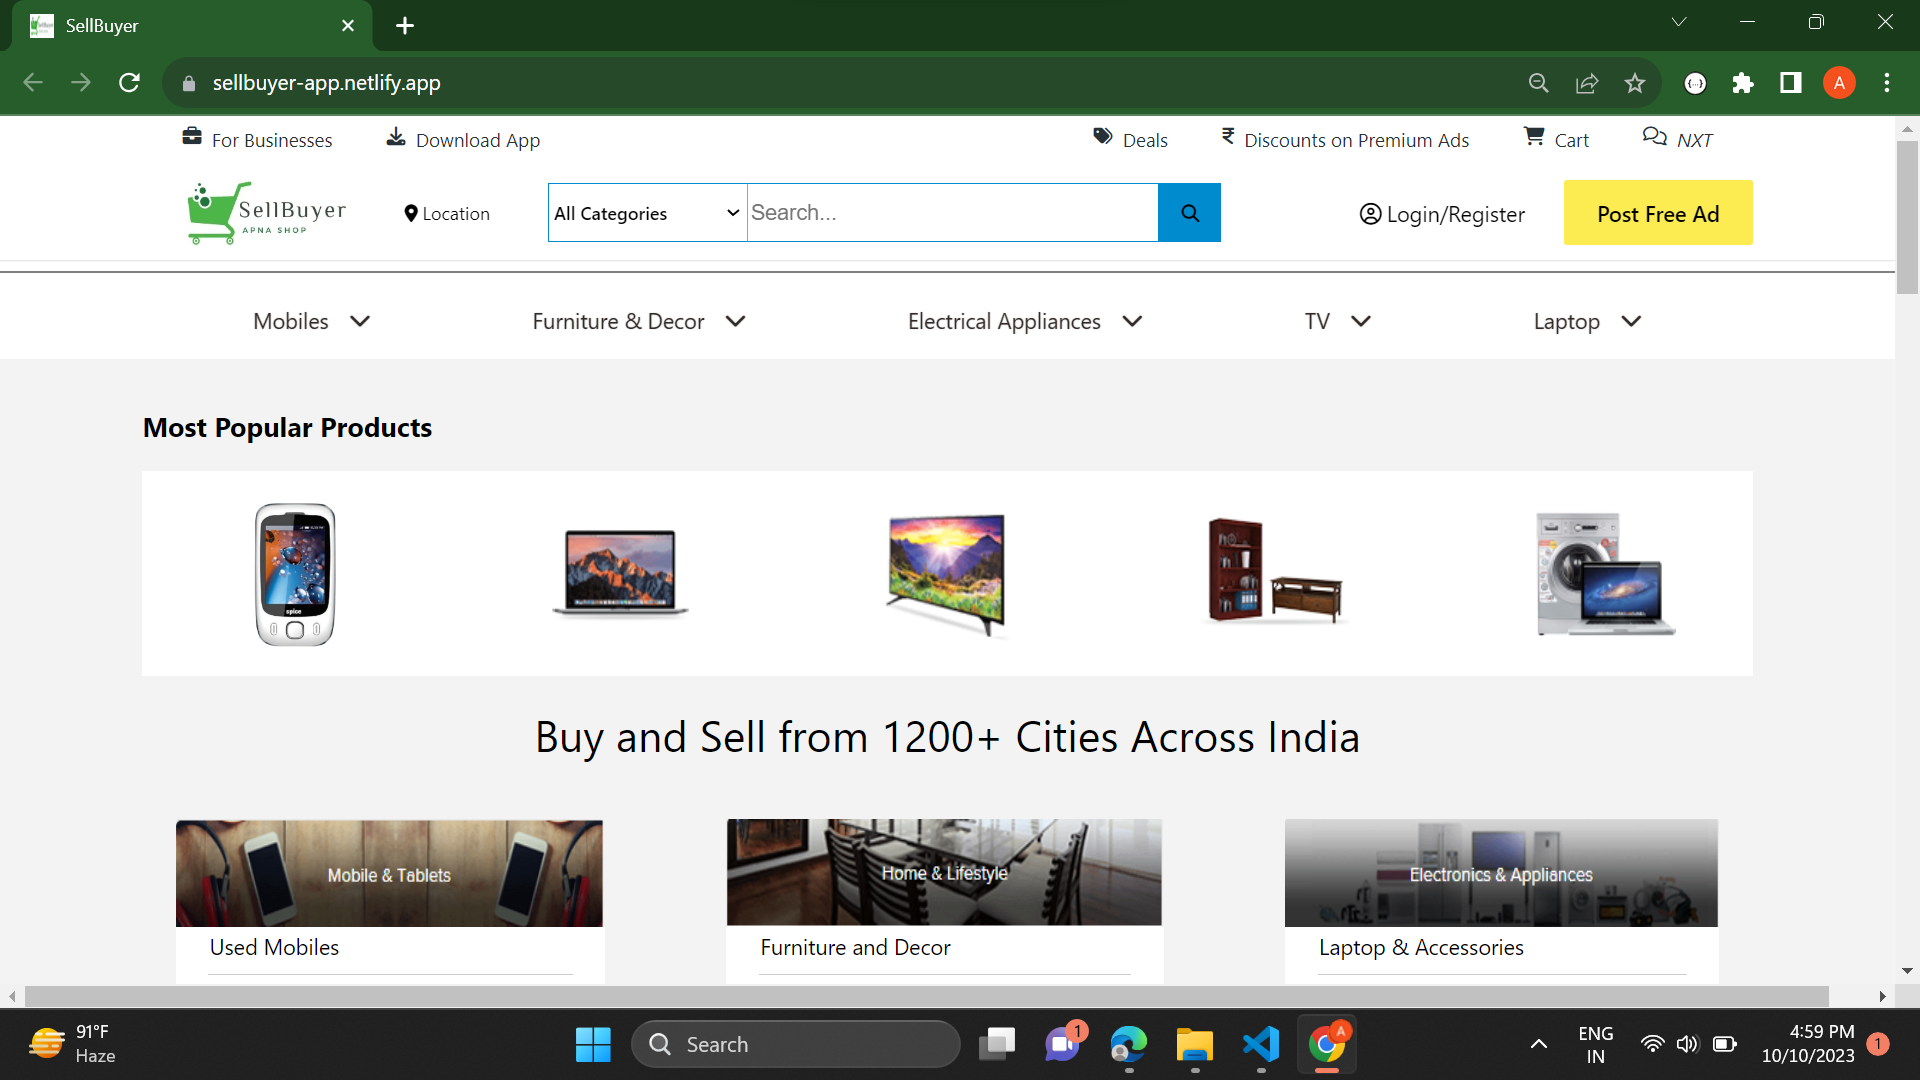 SellBuyer
sellbuyer-app.netlify.app
A
For Businesses
Download App
Deals
Discounts on Premium Ads
Cart
NXT
SellBuyer
APNA SHOP
Location
All Categories
Search...
Login/Register
Post Free Ad
Mobiles
Furniture & Decor
Electrical Appliances
TV
Laptop
Most Popular Products
spice
Buy and Sell from 1200+ Cities Across India
Mobile & Tablets
Home & Lifestyle
Electronics & Appliances
Used Mobiles
Furniture and Decor
Laptop & Accessories
91°F
Haze
Search
1
A
ENG
IN
4:59 PM
10/10/2023
1